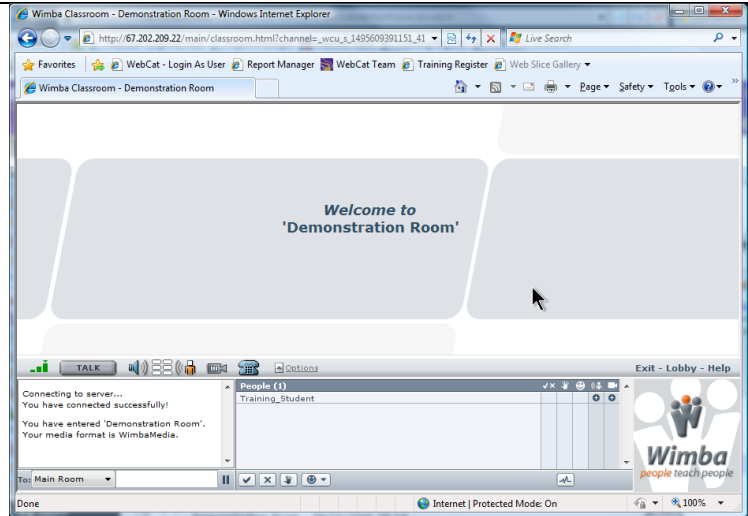 Wimba Classroom - Demonstration Room - Windows Internet Explorer
http://67.202.209.22/main/classroom.html?channel=_wcu_s_1495609391151_41
Live Search
Favorites WebCat - Login As User Report Manager WebCat Team Training Register Web Slice Gallery
Wimba Classroom - Demonstration Room
Page Safety Tools »
Welcome to
'Demonstration Room'
TALK Options Exit - Lobby - Help
Connecting to server...
You have connected successfully!
You have entered 'Demonstration Room'.
Your media format is WimbaMedia.
People (1)
Training_Student
Wimba
people teach people
To: Main Room
Done Internet | Protected Mode: On 100%